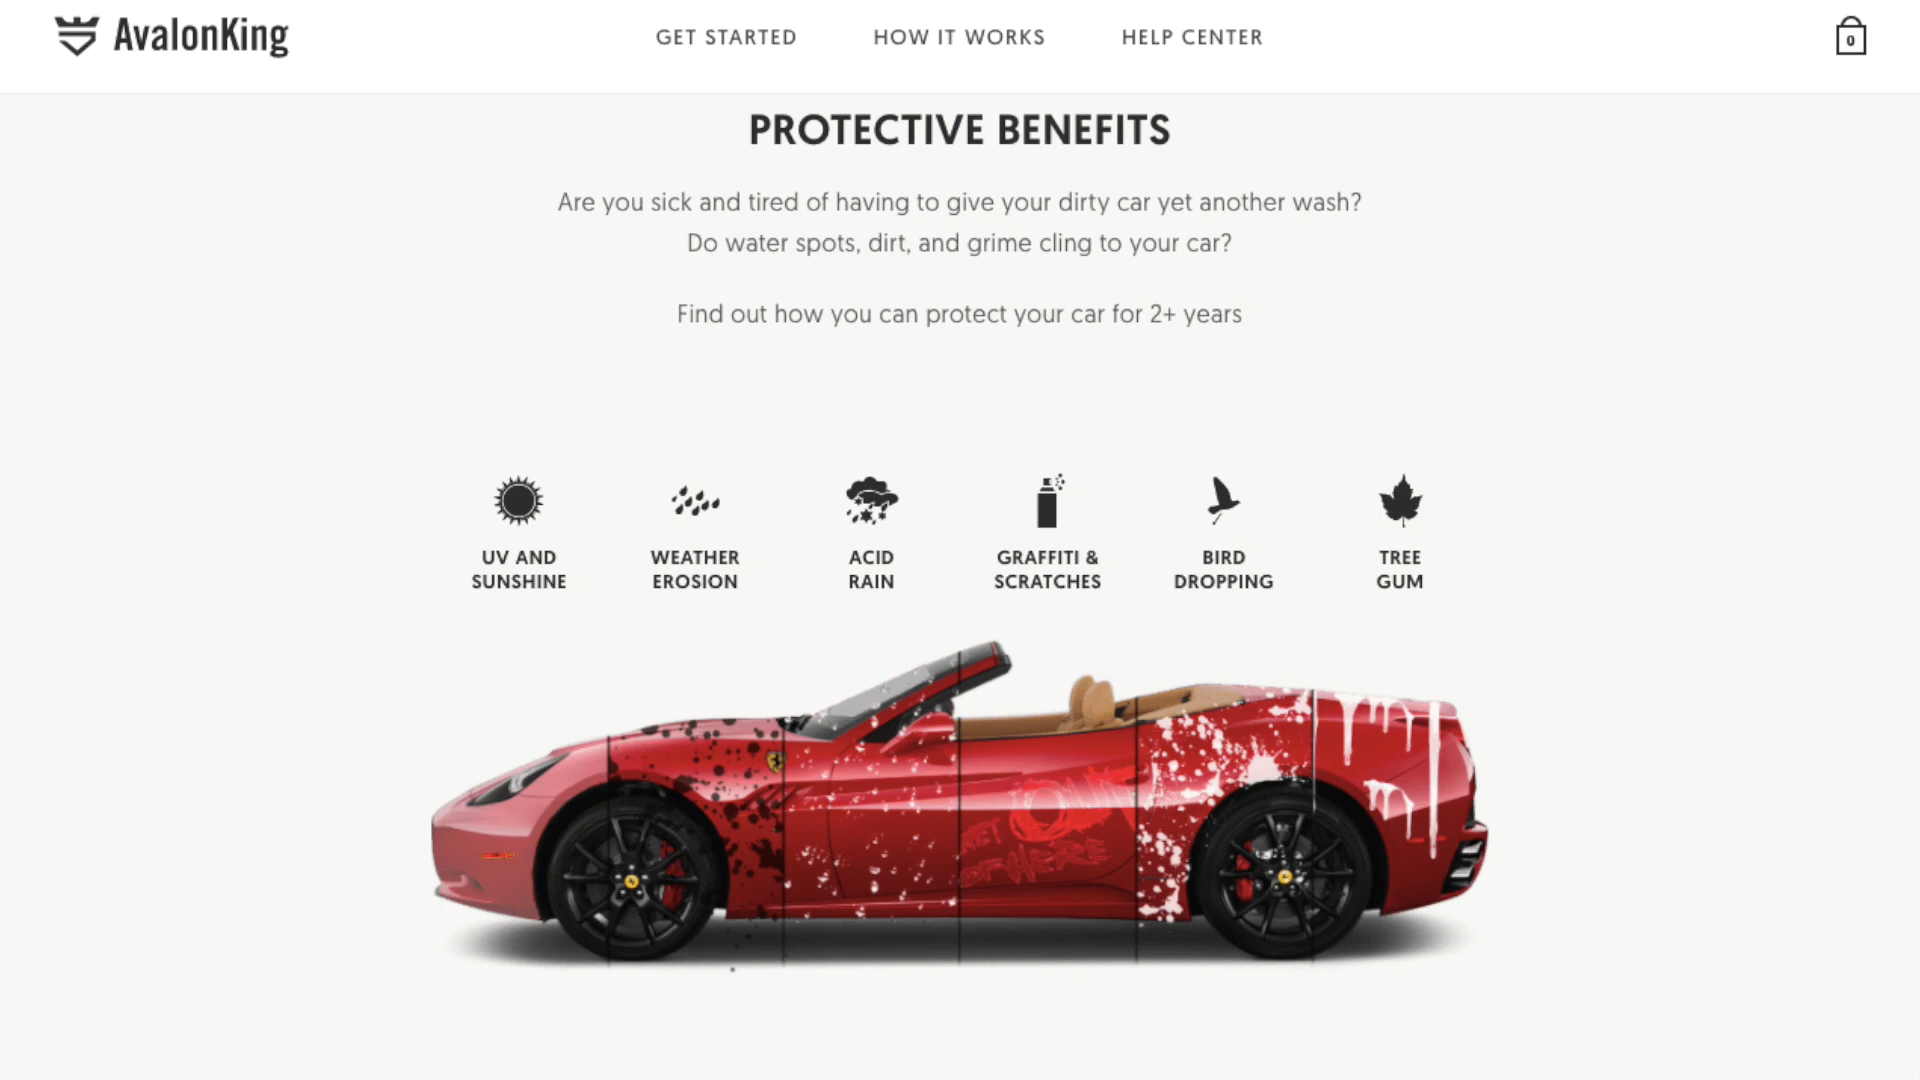 AvalonKing
GET STARTED
HOW IT WORKS
HELP CENTER
0
PROTECTIVE BENEFITS
Are you sick and tired of having to give your dirty car yet another wash?
Do water spots, dirt, and grime cling to your car?
Find out how you can protect your car for 2+ years
UV AND
SUNSHINE
WEATHER
EROSION
ACID
RAIN
GRAFFITI &
SCRATCHES
BIRD
DROPPING
TREE
GUM
OUT
HERE